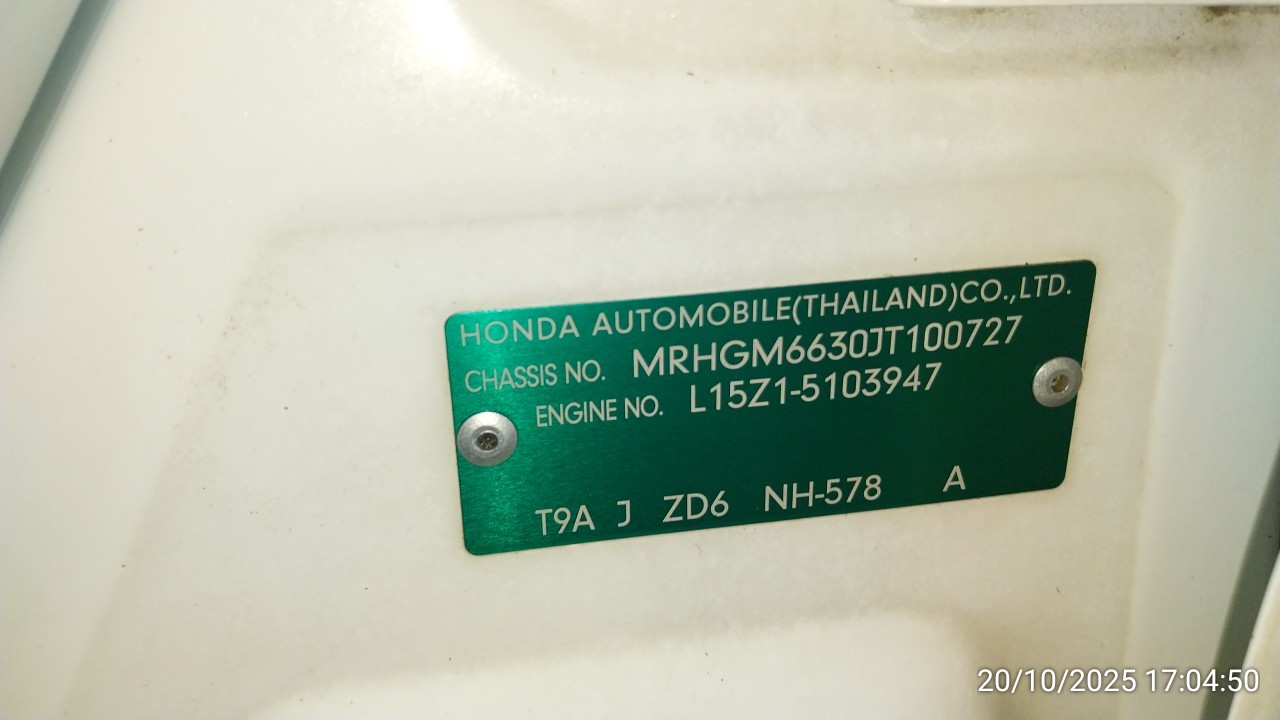 HONDA AUTOMOBILE(THAILAND)CO.,LTD.
CHASSIS NO. MRHGM6630JT100727
ENGINE NO. L15Z1-5103947
T9A J ZD6 NH-578 A
20/10/2025 17:04:50